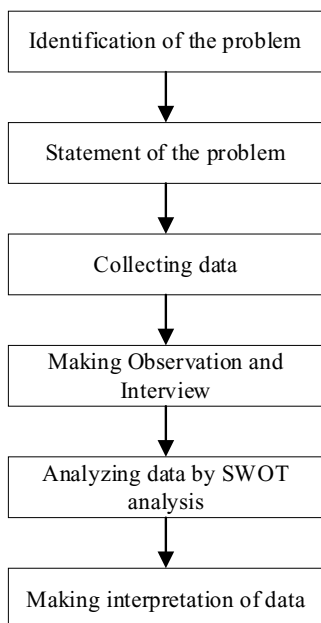 Identification of the problem
Statement of the problem
Collecting data
Making Observation and
Interview
Analyzing data by SWOT
analysis
Making interpretation of data